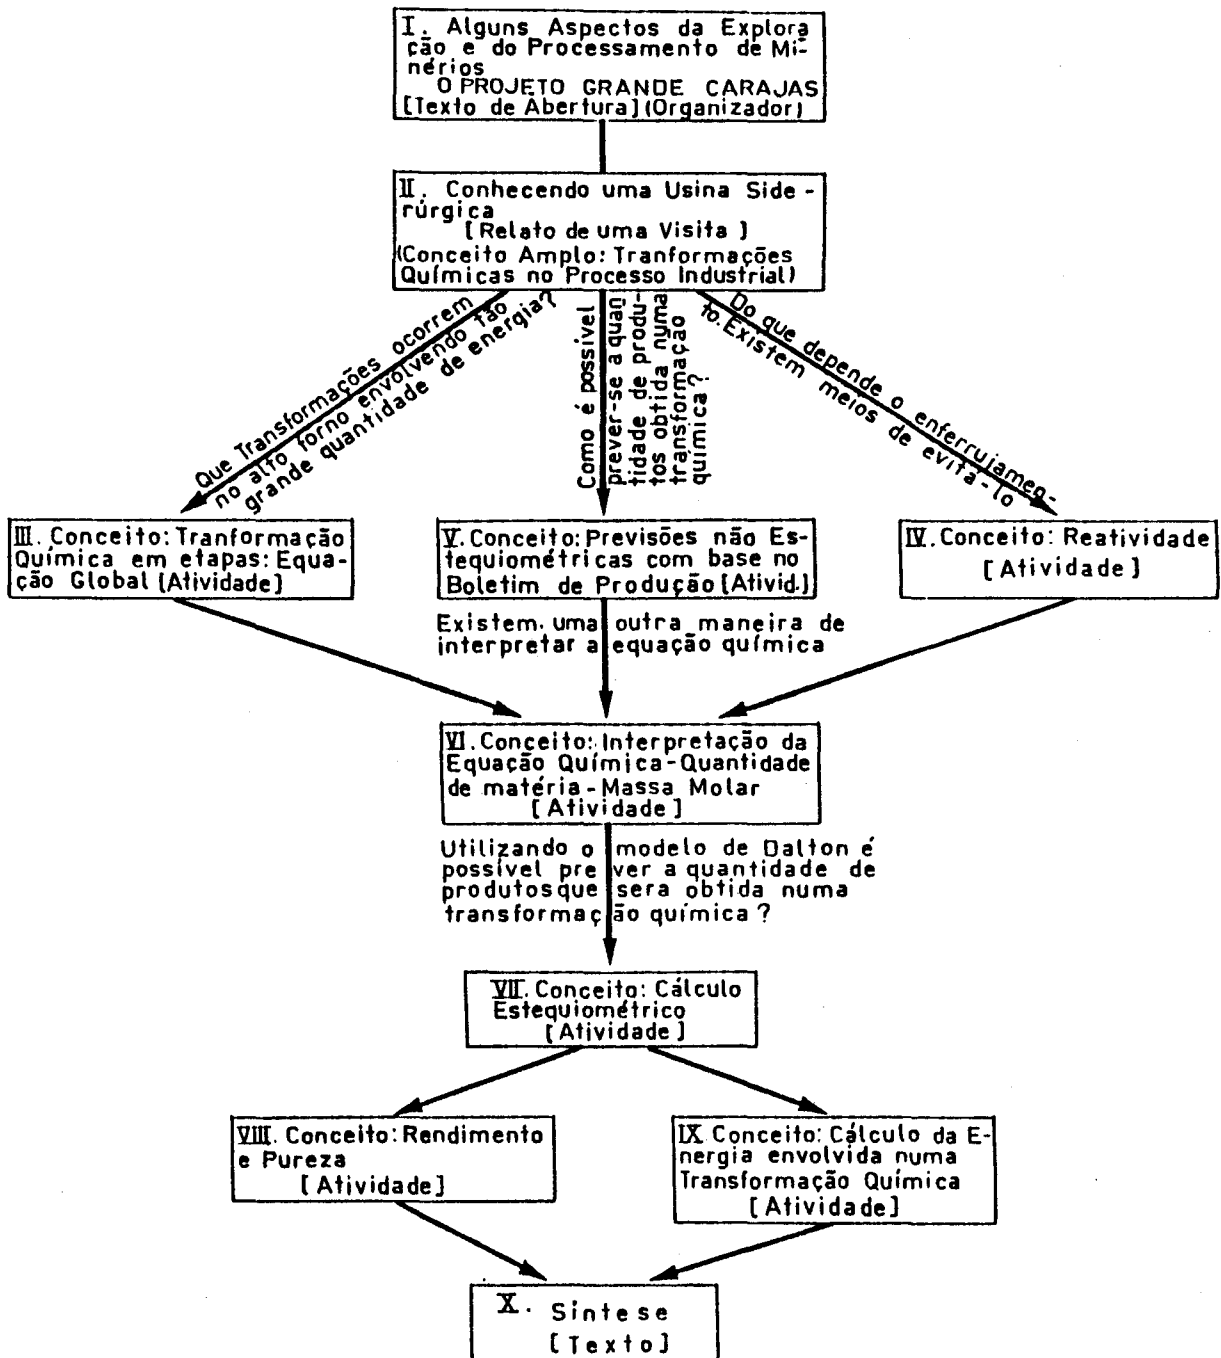 I. Alguns Aspectos da Explora
ção e do Processamento de Mi-
nérios
O PROJETO GRANDE CARAJAS
[Texto de Abertura] (Organizador)
II. Conhecendo uma Usina Side-
rúrgica
[Relato de uma Visita]
(Conceito Amplo: Tranformações
Químicas no Processo Industrial)
Que Transformações ocorrem
no alto forno envolvendo tão
grande quantidade de energia?
Como é possível
prever-se a quan
tidade de produ-
tos obtida numa
transformação
química?
Do que depende o enferrujamen-
to. Existem meios de evitá-lo
III. Conceito: Tranformação
Química em etapas: Equa-
ção Global (Atividade]
V. Conceito: Previsões não Es-
tequiométricas com base no
Boletim de Produção [Ativid.]
IV. Conceito: Reatividade
[Atividade]
Existem. uma outra maneira de
interpretar a equação química
VI. Conceito: Interpretação da
Equação Química-Quantidade
de matéria-Massa Molar
[Atividade]
Utilizando o modelo de Dalton é
possível prever a quantidade de
produtos que sera obtida numa
transformação química?
VII. Conceito: Cálculo
Estequiométrico
[Atividade]
VIII. Conceito: Rendimento
e Pureza
[Atividade]
IX. Conceito: Cálculo da E-
nergia envolvida numa
Transformação Química
[Atividade]
X. Síntese
[Texto]